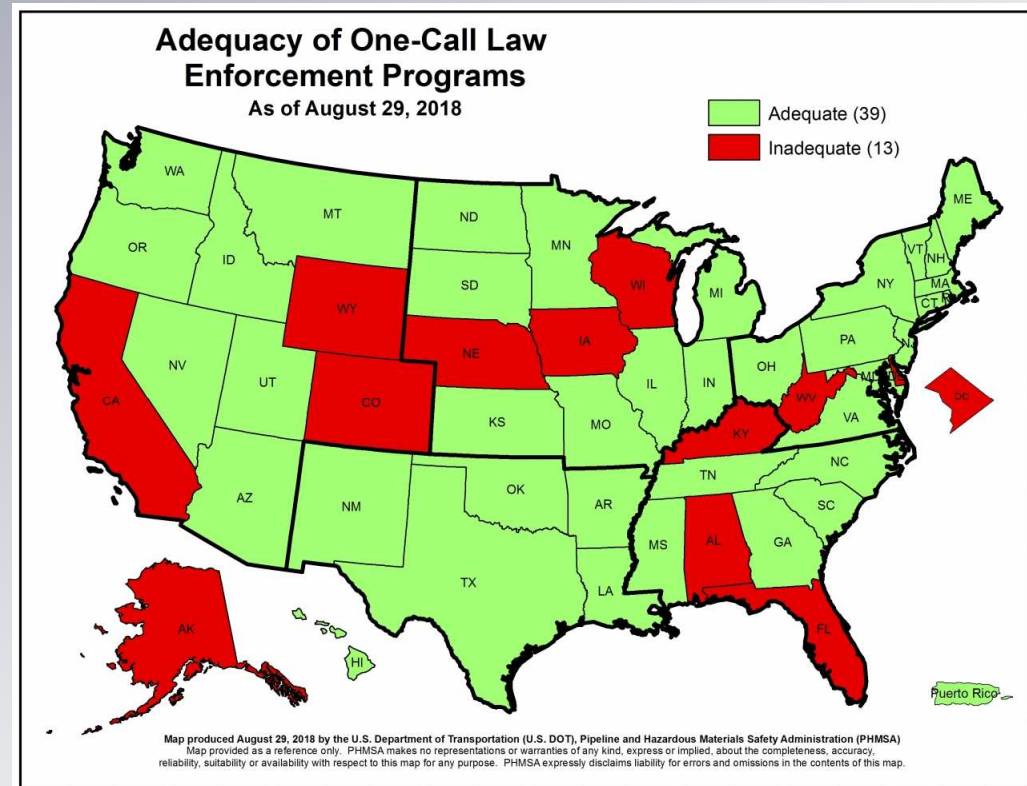 Adequacy of One-Call Law
Enforcement Programs
As of August 29, 2018
Adequate (39)
Inadequate (13)
WA
MT
ND
MN
ME
OR
ID
SD
WI
MI
VT
NH
NY
MA
CT
WY
NE
IA
PA
NJ
NV
UT
CO
KS
IL
IN
OH
MO
WV
MD
DC
VA
CA
KY
AZ
NM
OK
AR
TN
NC
SC
TX
LA
MS
AL
GA
FL
AK
HI
Puerto Rico
Map produced August 29, 2018 by the U.S. Department of Transportation (U.S. DOT), Pipeline and Hazardous Materials Safety Administration (PHMSA)
Map provided as a reference only. PHMSA makes no representations or warranties of any kind, express or implied, about the completeness, accuracy,
reliability, suitability or availability with respect to this map for any purpose. PHMSA expressly disclaims liability for errors and omissions in the contents of this map.